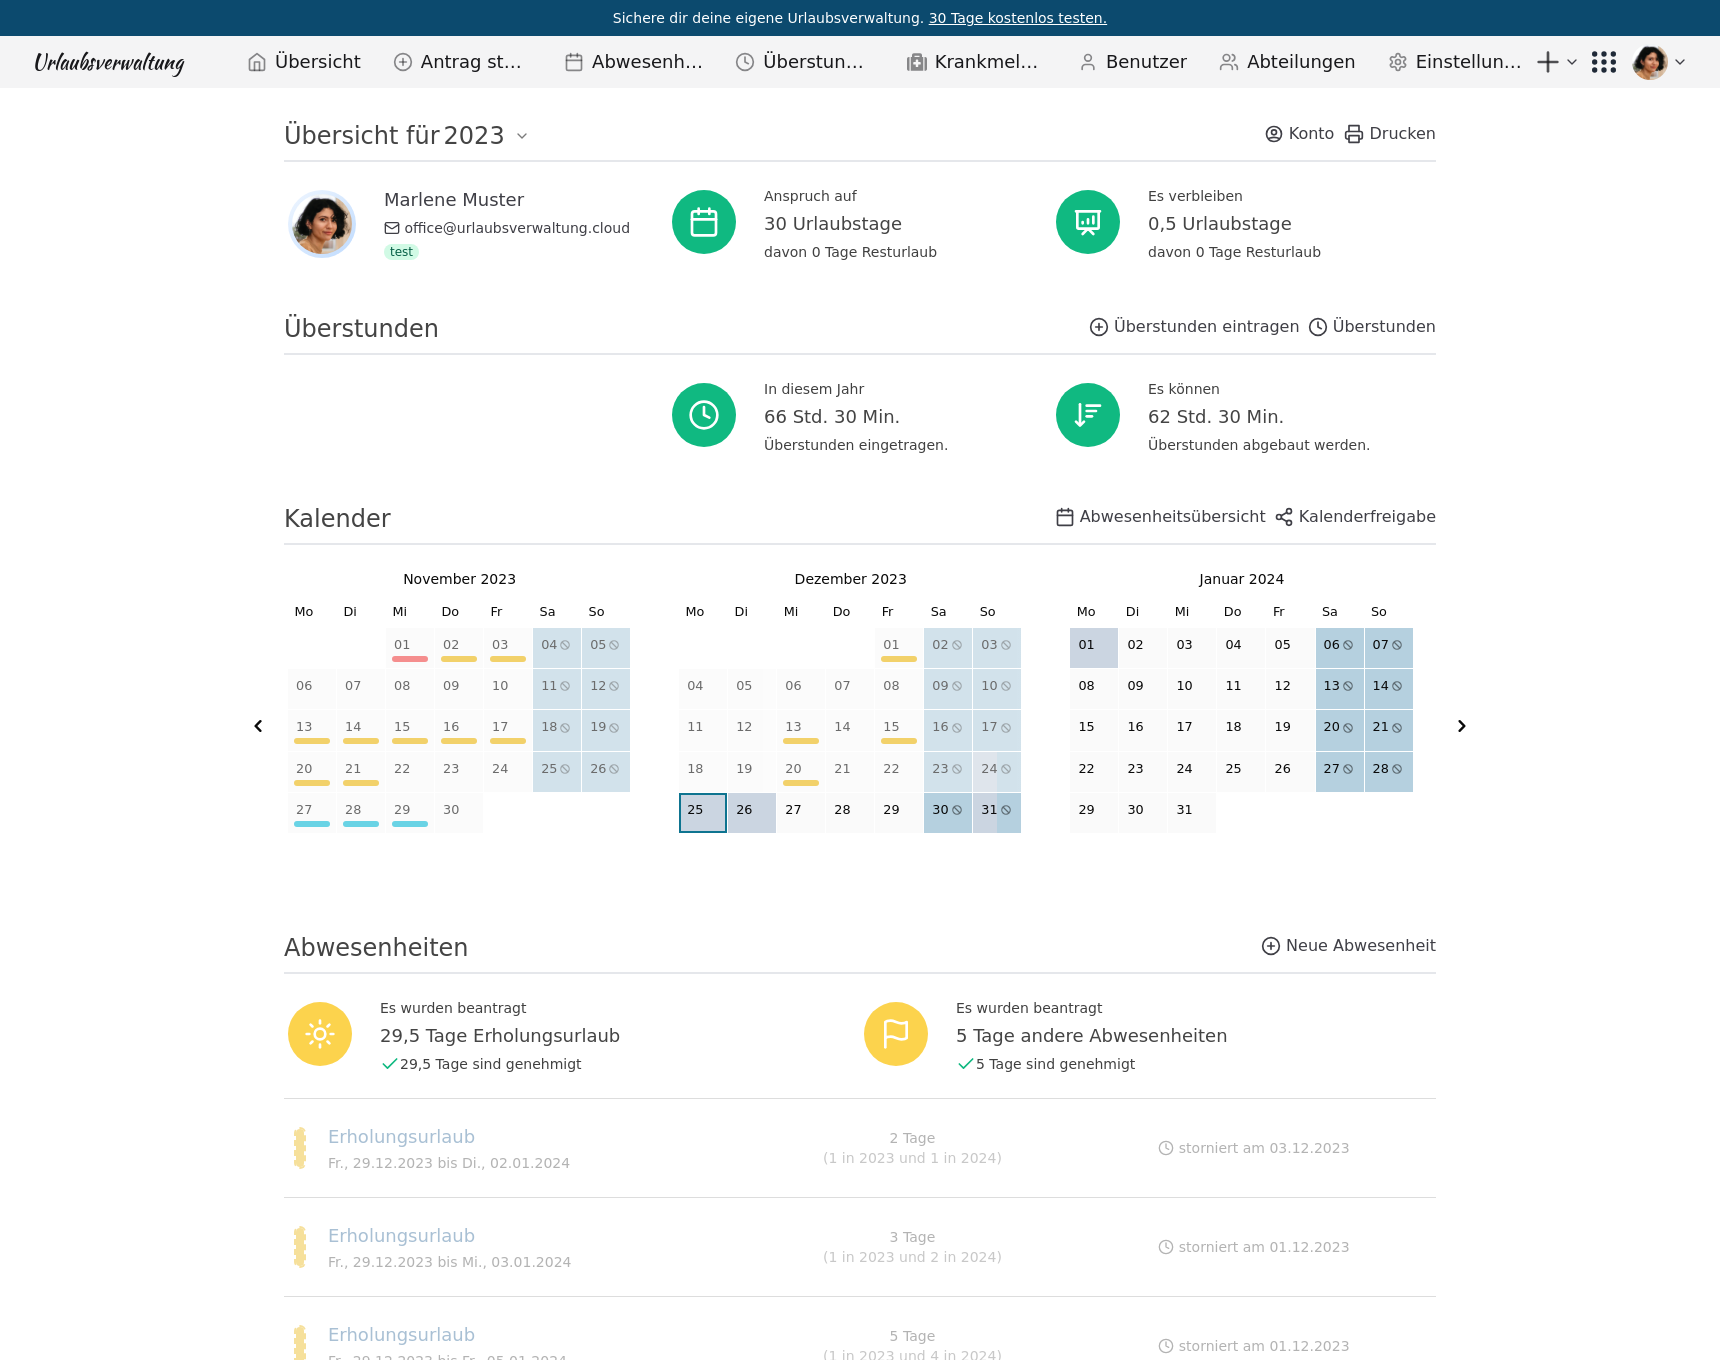 Sichere dir deine eigene Urlaubsverwaltung. 30 Tage kostenlos testen.
Urlaubsverwaltung Übersicht Antrag st… Abwesenh… Überstun… Krankmel… Benutzer Abteilungen Einstellun…
Übersicht für 2023 Konto Drucken
Marlene Muster
office@urlaubsverwaltung.cloud
test
Anspruch auf
30 Urlaubstage
davon 0 Tage Resturlaub
Es verbleiben
0,5 Urlaubstage
davon 0 Tage Resturlaub
Überstunden Überstunden eintragen Überstunden
In diesem Jahr
66 Std. 30 Min.
Überstunden eingetragen.
Es können
62 Std. 30 Min.
Überstunden abgebaut werden.
Kalender Abwesenheitsübersicht Kalenderfreigabe
November 2023
Mo Di Mi Do Fr Sa So
01 02 03 04 05
06 07 08 09 10 11 12
13 14 15 16 17 18 19
20 21 22 23 24 25 26
27 28 29 30
Dezember 2023
Mo Di Mi Do Fr Sa So
01 02 03
04 05 06 07 08 09 10
11 12 13 14 15 16 17
18 19 20 21 22 23 24
25 26 27 28 29 30 31
Januar 2024
Mo Di Mi Do Fr Sa So
01 02 03 04 05 06 07
08 09 10 11 12 13 14
15 16 17 18 19 20 21
22 23 24 25 26 27 28
29 30 31
Abwesenheiten Neue Abwesenheit
Es wurden beantragt
29,5 Tage Erholungsurlaub
29,5 Tage sind genehmigt
Es wurden beantragt
5 Tage andere Abwesenheiten
5 Tage sind genehmigt
Erholungsurlaub
Fr., 29.12.2023 bis Di., 02.01.2024
2 Tage
(1 in 2023 und 1 in 2024)
storniert am 03.12.2023
Erholungsurlaub
Fr., 29.12.2023 bis Mi., 03.01.2024
3 Tage
(1 in 2023 und 2 in 2024)
storniert am 01.12.2023
Erholungsurlaub
Fr., 29.12.2023 bis Fr., 05.01.2024
5 Tage
(1 in 2023 und 4 in 2024)
storniert am 01.12.2023